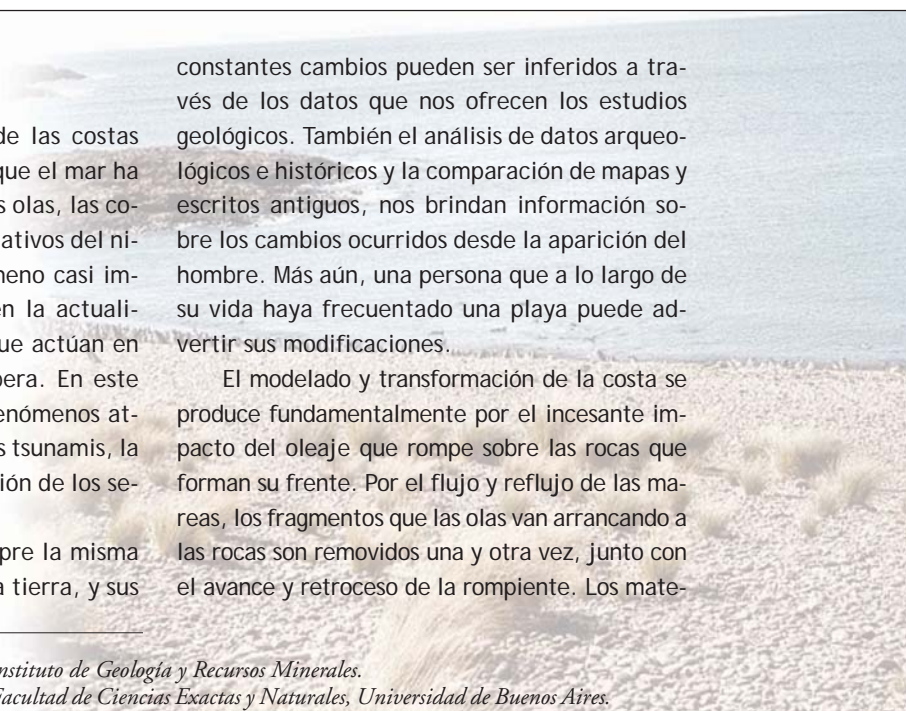 de las costas
que el mar ha
s olas, las co-
ativos del ni-
meno casi im-
en la actuali-
ue actúan en
pera. En este
enómenos at-
s tsunamis, la
ión de los se-
pre la misma
a tierra, y sus
constantes cambios pueden ser inferidos a tra-
vés de los datos que nos ofrecen los estudios
geológicos. También el análisis de datos arqueo-
lógicos e históricos y la comparación de mapas y
escritos antiguos, nos brindan información so-
bre los cambios ocurridos desde la aparición del
hombre. Más aún, una persona que a lo largo de
su vida haya frecuentado una playa puede ad-
vertir sus modificaciones.
El modelado y transformación de la costa se
produce fundamentalmente por el incesante im-
pacto del oleaje que rompe sobre las rocas que
forman su frente. Por el flujo y reflujo de las ma-
reas, los fragmentos que las olas van arrancando a
las rocas son removidos una y otra vez, junto con
el avance y retroceso de la rompiente. Los mate-
nstituto de Geología y Recursos Minerales.
Facultad de Ciencias Exactas y Naturales, Universidad de Buenos Aires.